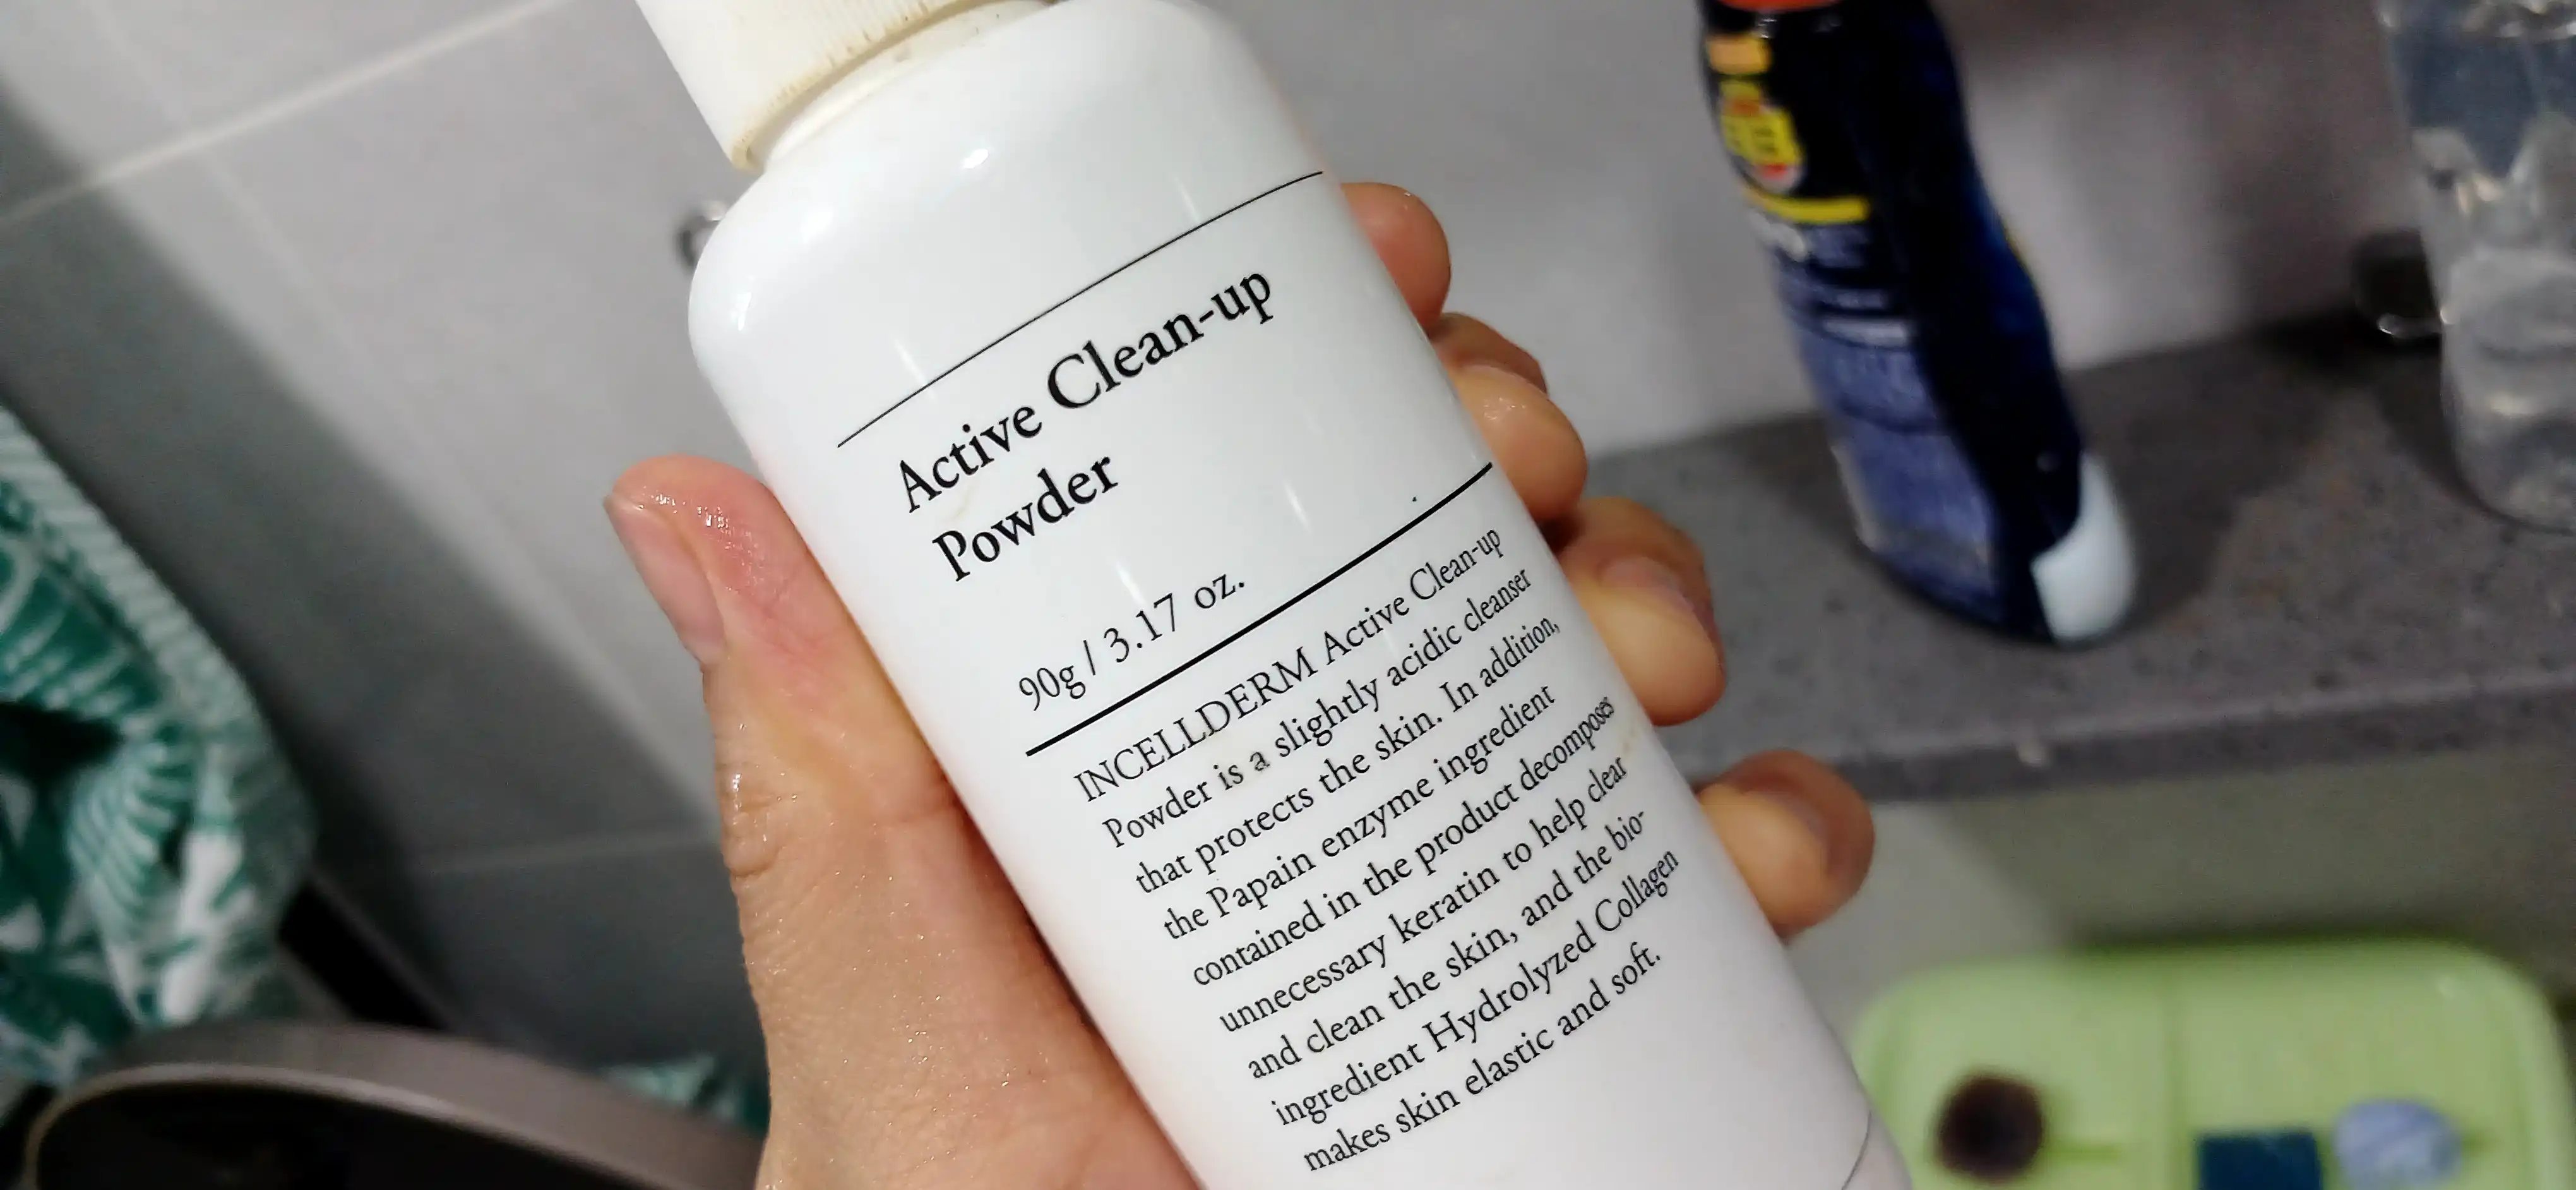 Active Clean-up
Powder
90g / 3.17 oz.
INCELLDERM Active Clean-up
Powder is a slightly acidic cleanser
that protects the skin. In addition,
the Papain enzyme ingredient
contained in the product decomposes
unnecessary keratin to help clear
and clean the skin, and the bio-
ingredient Hydrolyzed Collagen
makes skin elastic and soft.